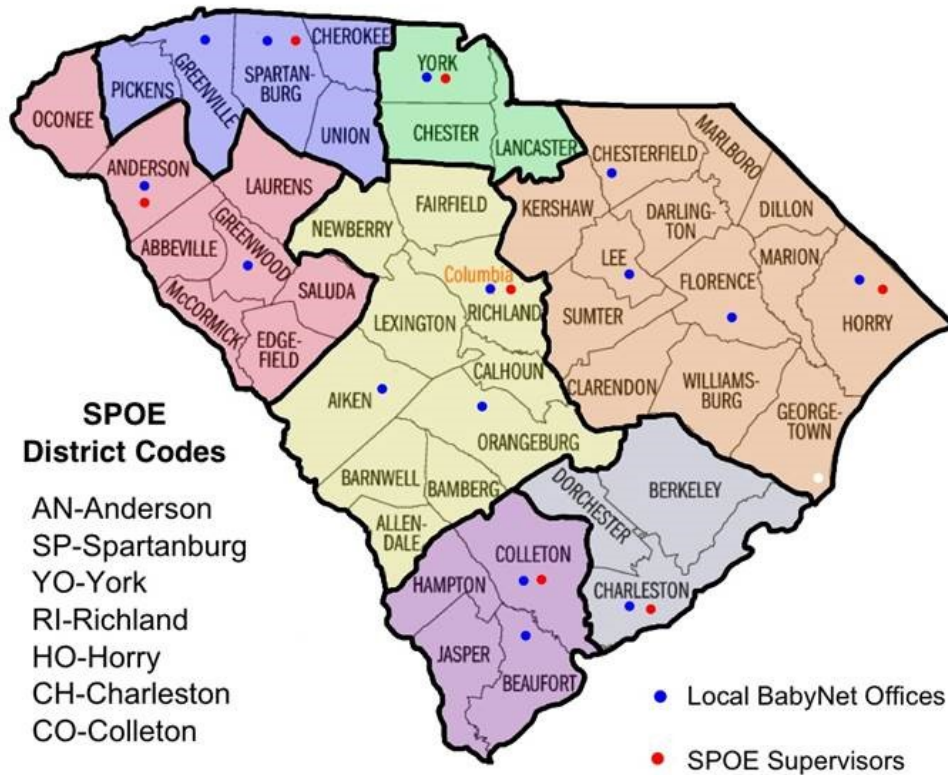 CHEROKEE
YORK
GREENVILLE
SPARTAN-
BURG
PICKENS
OCONEE
UNION
CHESTER
LANCASTER
MARLBORO
CHESTERFIELD
ANDERSON
LAURENS
FAIRFIELD
KERSHAW
DARLING-
TON
DILLON
NEWBERRY
GREENWOOD
ABBEVILLE
LEE
MARION
FLORENCE
Columbia
SALUDA
McCORMICK
RICHLAND
SUMTER
HORRY
LEXINGTON
EDGE-
FIELD
CALHOUN
CLARENDON
WILLIAMS-
BURG
AIKEN
GEORGE-
TOWN
ORANGEBURG
BARNWELL
BAMBERG
DORCHESTER
BERKELEY
ALLEN-
DALE
COLLETON
HAMPTON
CHARLESTON
JASPER
BEAUFORT
SPOE
District Codes
AN-Anderson
SP-Spartanburg
YO-York
RI-Richland
HO-Horry
CH-Charleston
CO-Colleton
Local BabyNet Offices
SPOE Supervisors